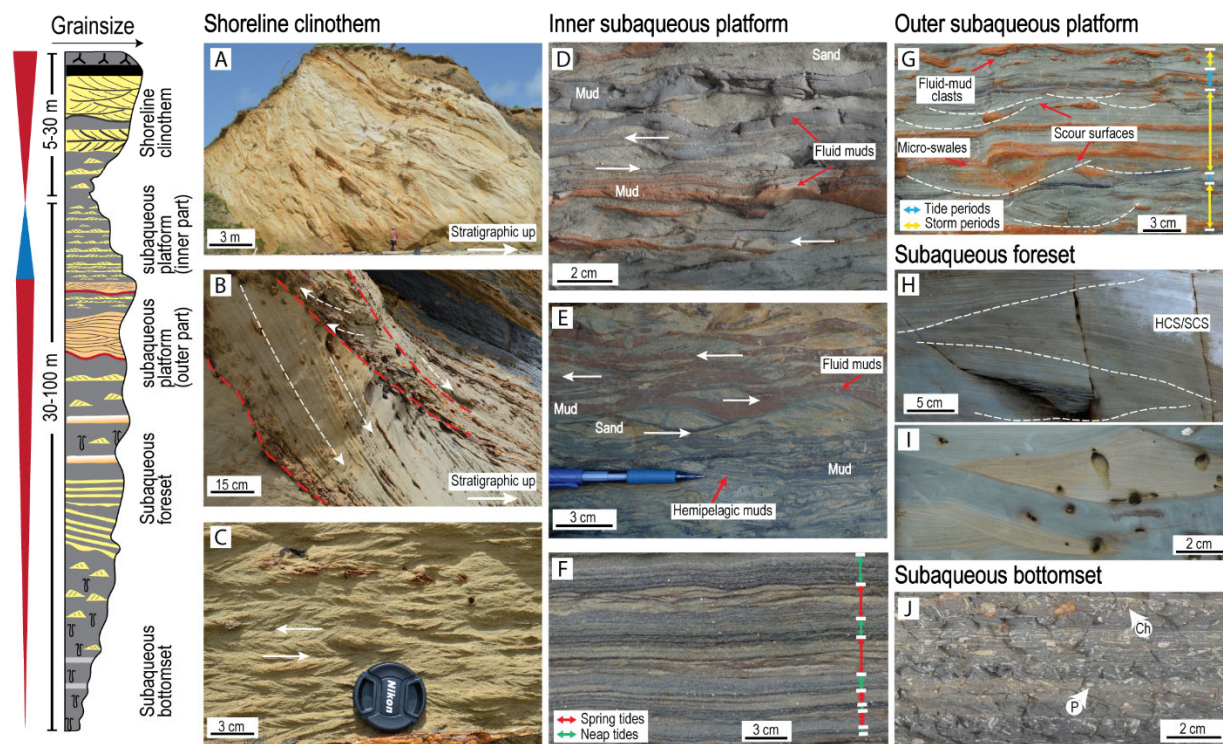 Grainsize
5-30 m
30-100 m
Shoreline
clinothem
subaqueous
platform
(inner part)
subaqueous
platform
(outer part)
Subaqueous
foreset
Subaqueous
bottomset
Shoreline clinothem
A
3 m
Stratigraphic up
B
15 cm
Stratigraphic up
C
Nikon
3 cm
Inner subaqueous platform
D
Sand
Mud
Fluid muds
Mud
2 cm
E
Fluid muds
Mud
Sand
Mud
Hemipelagic muds
3 cm
F
Spring tides
Neap tides
3 cm
Outer subaqueous platform
G
Fluid-mud
clasts
Scour surfaces
Micro-swales
Tide periods
Storm periods
3 cm
Subaqueous foreset
H
HCS/SCS
5 cm
I
2 cm
Subaqueous bottomset
J
Ch
P
2 cm